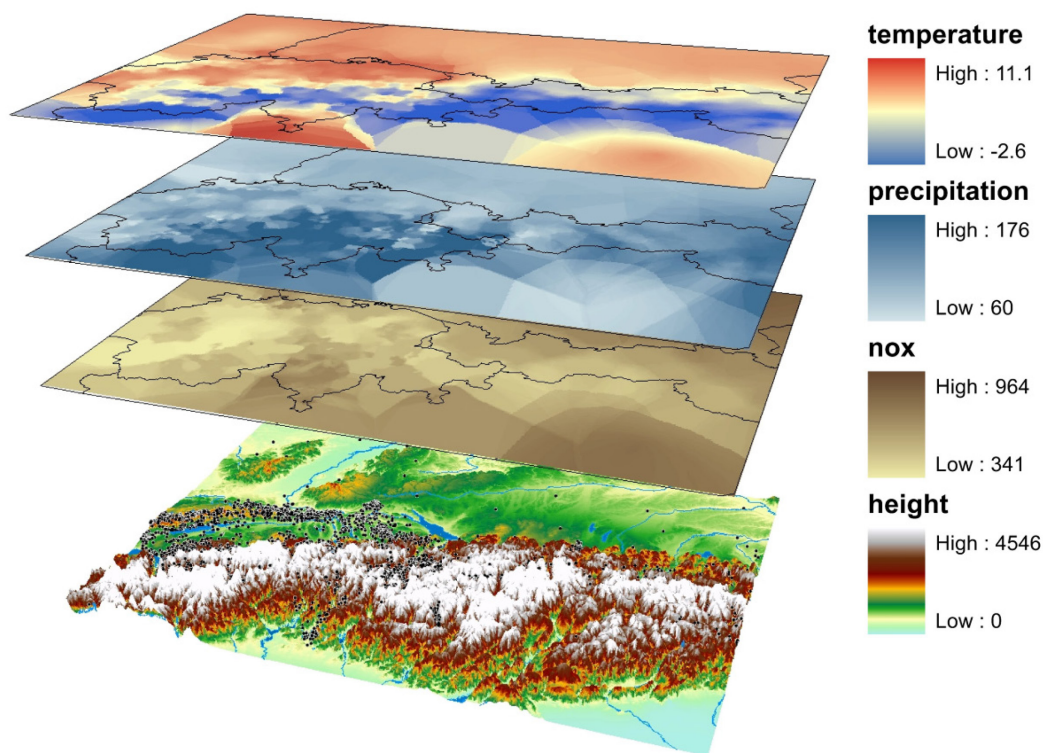 temperature
High : 11.1
Low : -2.6
precipitation
High : 176
Low : 60
nox
High : 964
Low : 341
height
High : 4546
Low : 0